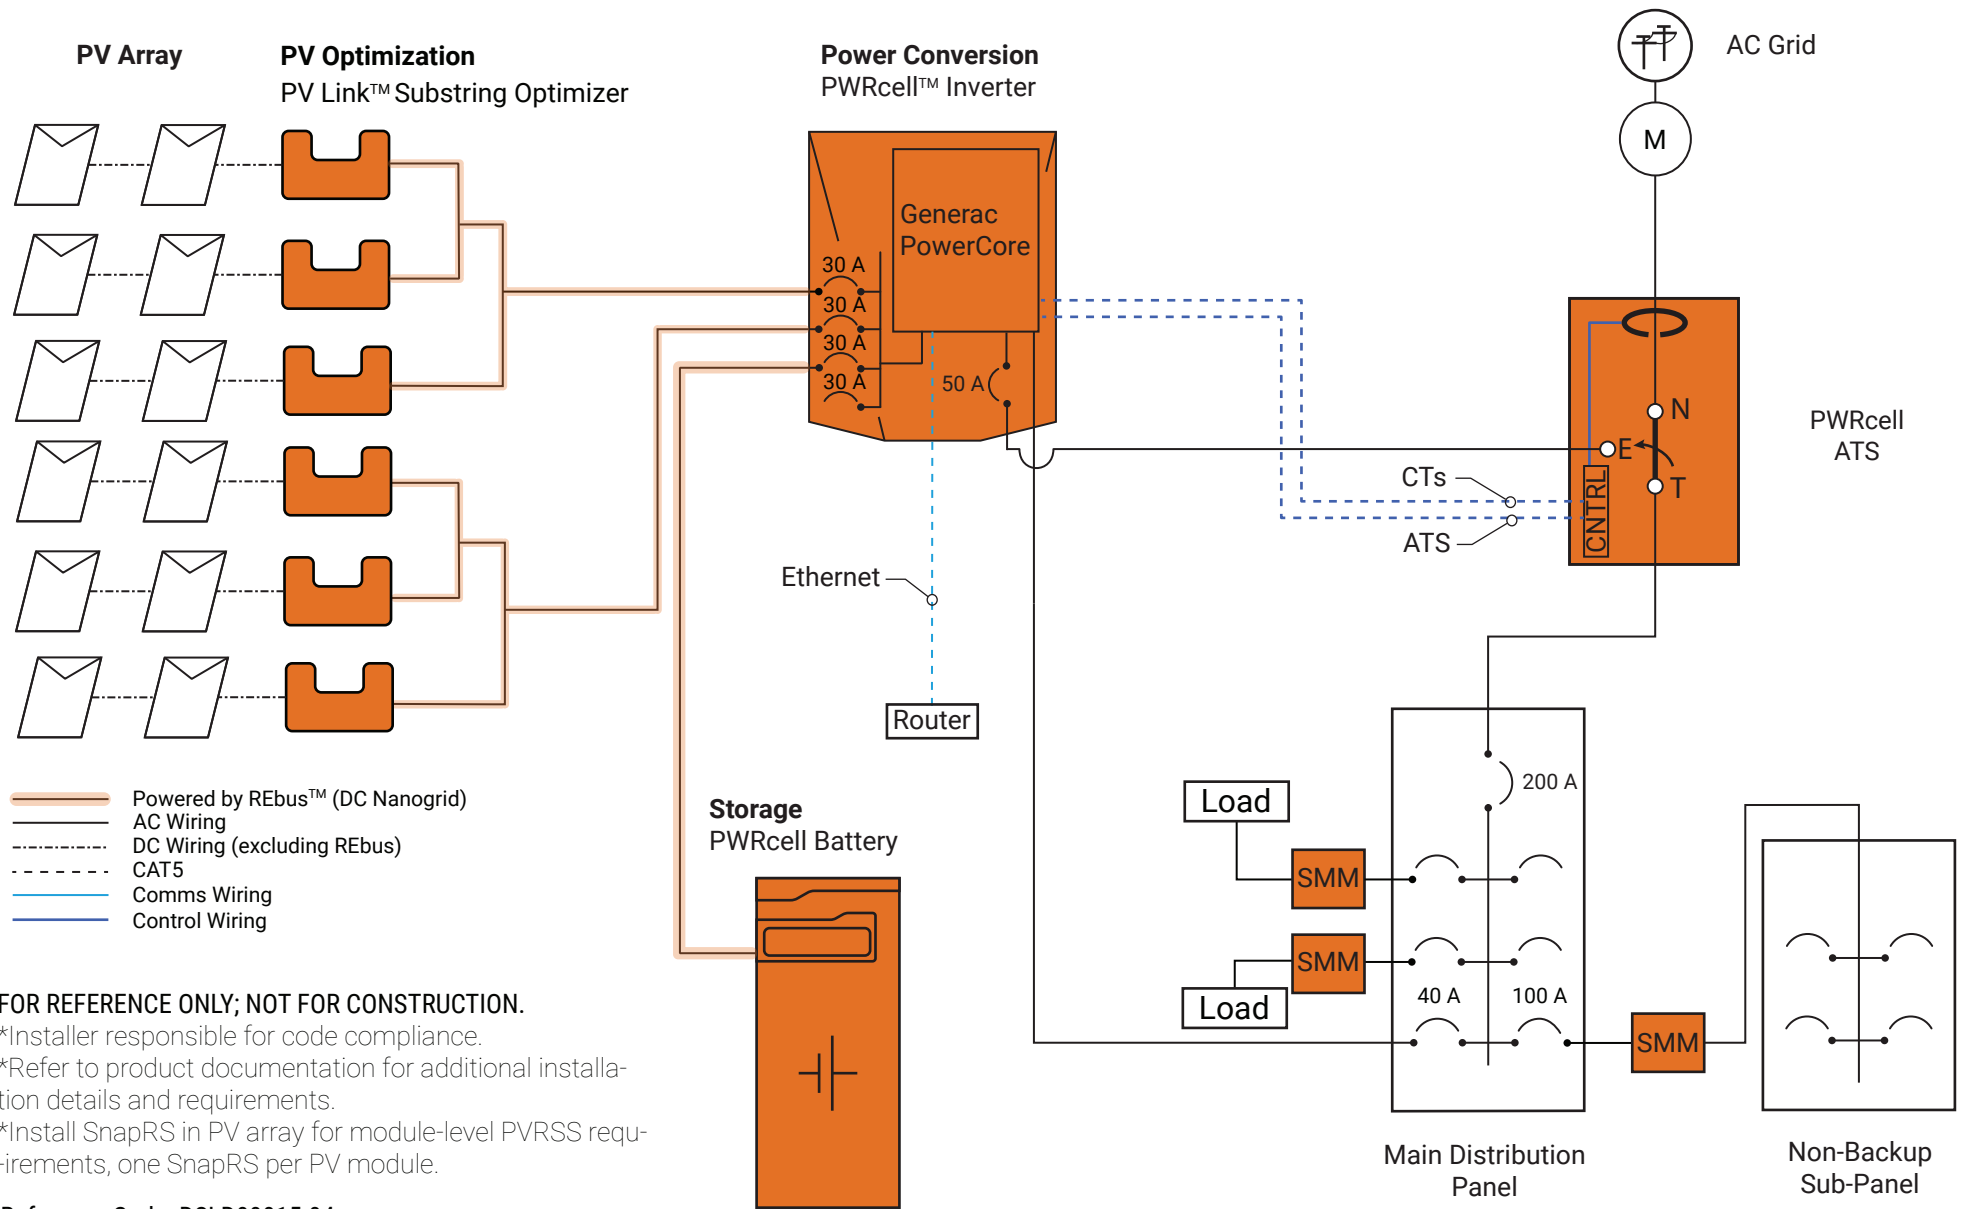 PV Array
PV Optimization
PV Link™ Substring Optimizer
Power Conversion
PWRcell™ Inverter
AC Grid
M
Generac
PowerCore
30 A
30 A
30 A
30 A
50 A
N
E
T
CNTRL
PWRcell
ATS
CTs
ATS
Ethernet
Router
Powered by REbus™ (DC Nanogrid)
AC Wiring
DC Wiring (excluding REbus)
CAT5
Comms Wiring
Control Wiring
Storage
PWRcell Battery
200 A
Load
SMM
SMM
Load
40 A
100 A
SMM
Main Distribution
Panel
Non-Backup
Sub-Panel
FOR REFERENCE ONLY; NOT FOR CONSTRUCTION.
*Installer responsible for code compliance.
*Refer to product documentation for additional installa-
tion details and requirements.
*Install SnapRS in PV array for module-level PVRSS requ-
-irements, one SnapRS per PV module.